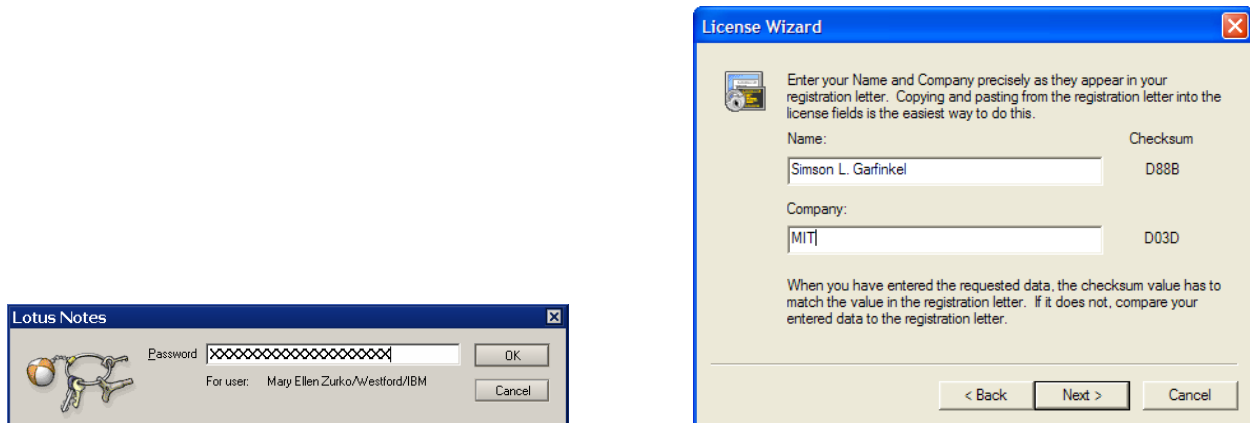 Lotus Notes
Password XXXXXXXXXXXXXXXXXXX OK
For user: Mary Ellen Zurko/Westford/IBM Cancel
License Wizard
Enter your Name and Company precisely as they appear in your
registration letter. Copying and pasting from the registration letter into the
license fields is the easiest way to do this.
Name: Checksum
Simson L. Garfinkel D88B
Company:
MIT D03D
When you have entered the requested data, the checksum value has to
match the value in the registration letter. If it does not, compare your
entered data to the registration letter.
< Back Next > Cancel